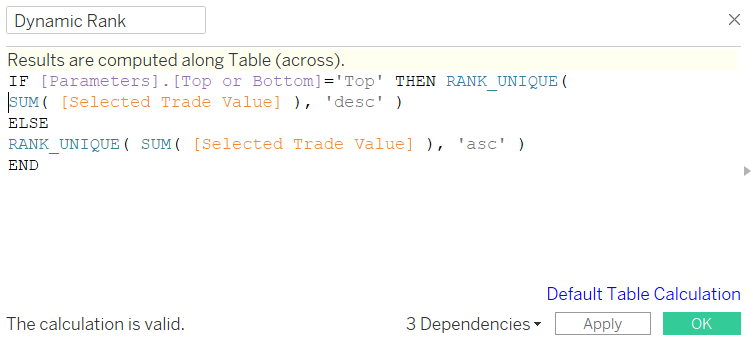 Dynamic Rank
Results are computed along Table (across).
IF [Parameters].[Top or Bottom]='Top' THEN RANK_UNIQUE(
SUM( [Selected Trade Value] ), 'desc' )
ELSE
RANK_UNIQUE( SUM( [Selected Trade Value] ), 'asc' )
END
Default Table Calculation
The calculation is valid.
3 Dependencies
Apply
OK